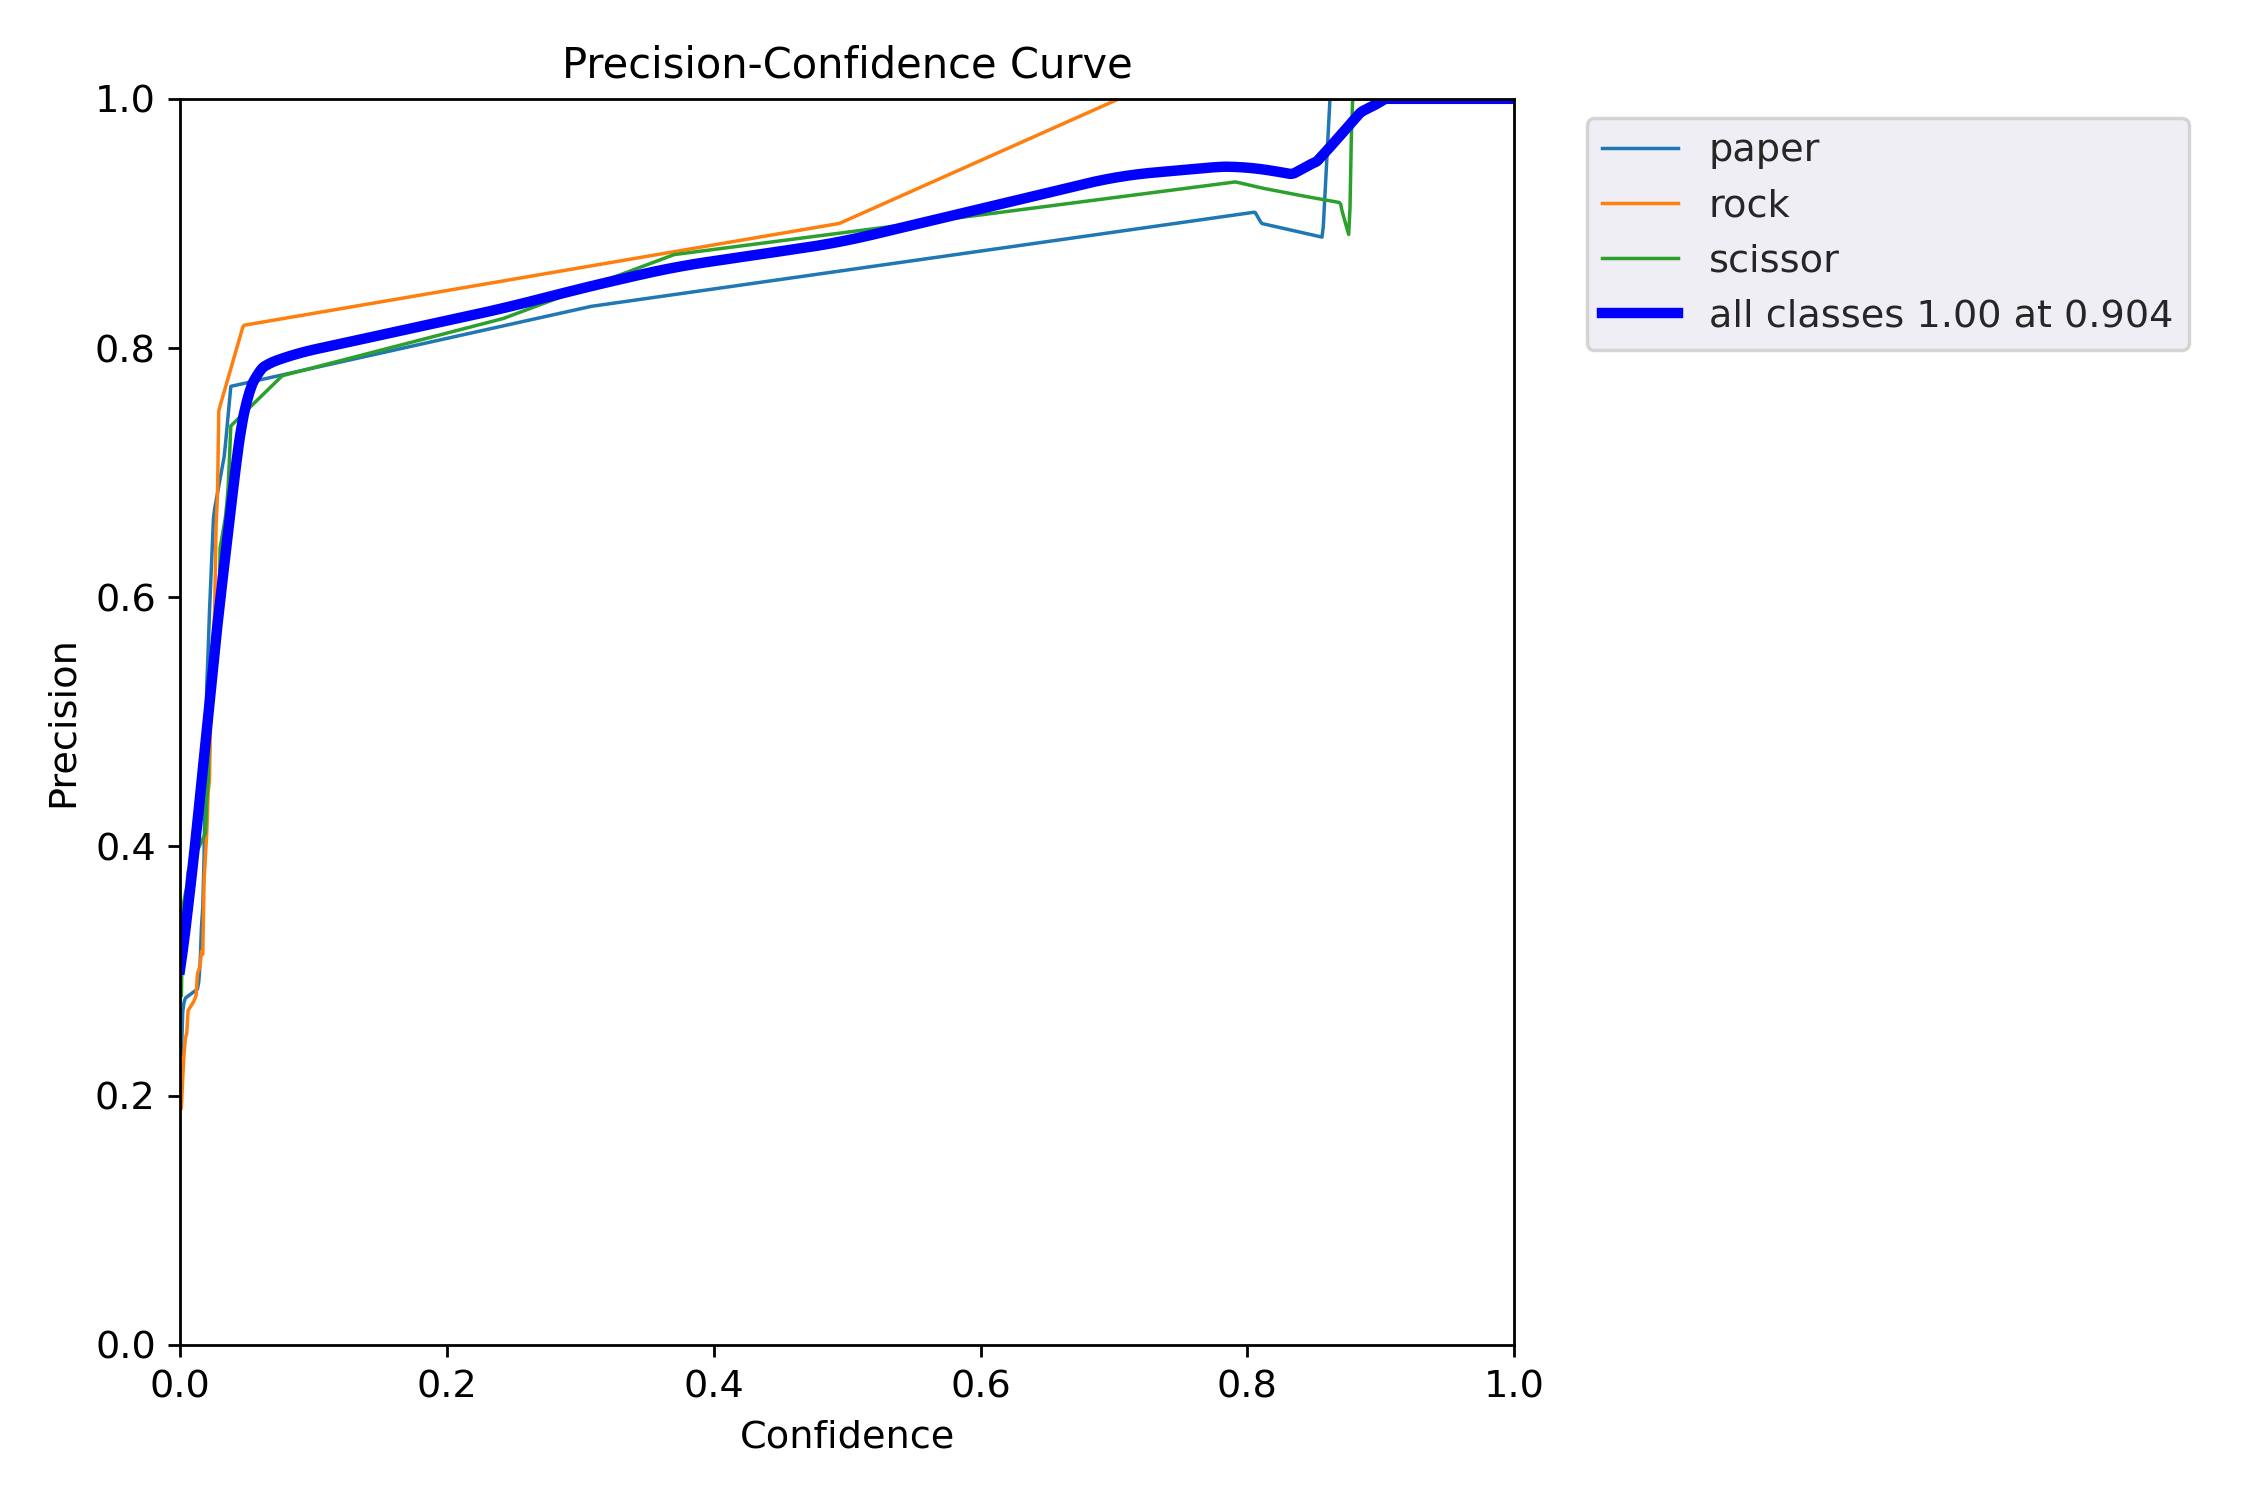 Precision-Confidence Curve
1.0
0.8
0.6
0.4
0.2
0.0
Precision
0.0 0.2 0.4 0.6 0.8 1.0
Confidence
paper
rock
scissor
all classes 1.00 at 0.904